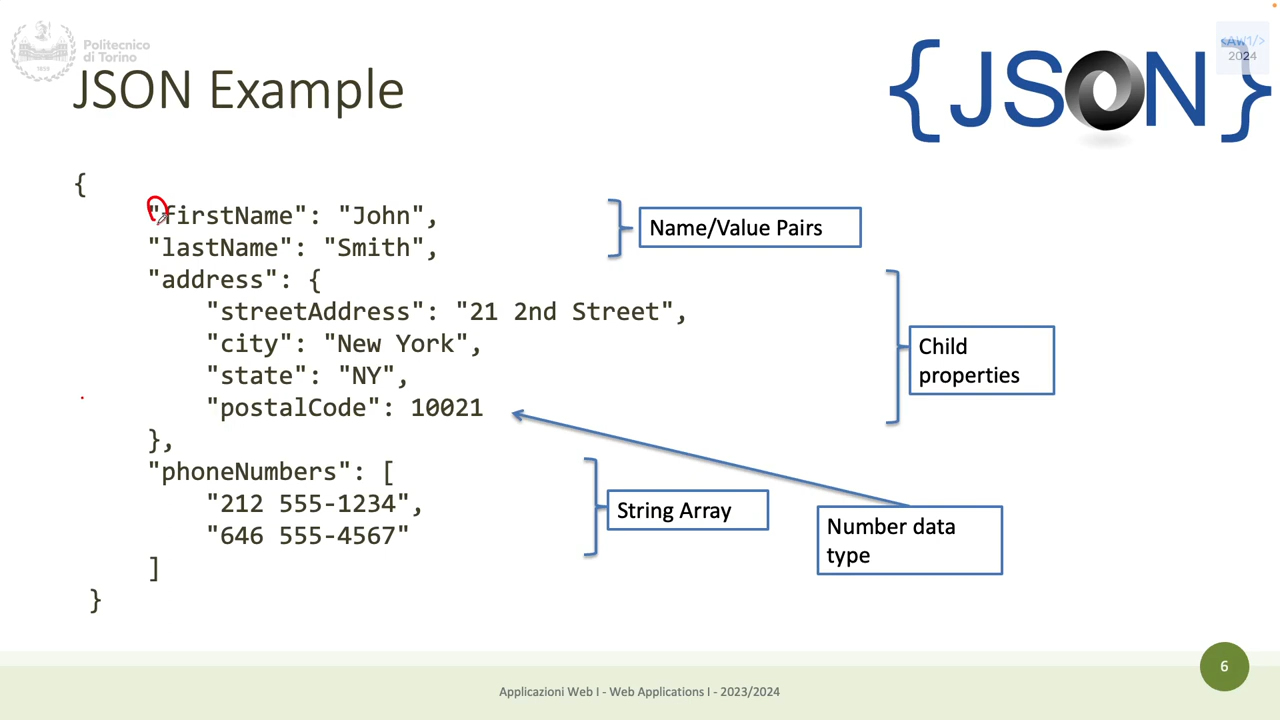 Politecnico
di Torino
1859
JSON Example
{JSON}
<AW1/>
2024
{
"firstName": "John",
"lastName": "Smith",
Name/Value Pairs
"address": {
"streetAddress": "21 2nd Street",
"city": "New York",
"state": "NY",
"postalCode": 10021
Child
properties
},
"phoneNumbers": [
"212 555-1234",
"646 555-4567"
]
}
String Array
Number data
type
6
Applicazioni Web I - Web Applications I - 2023/2024